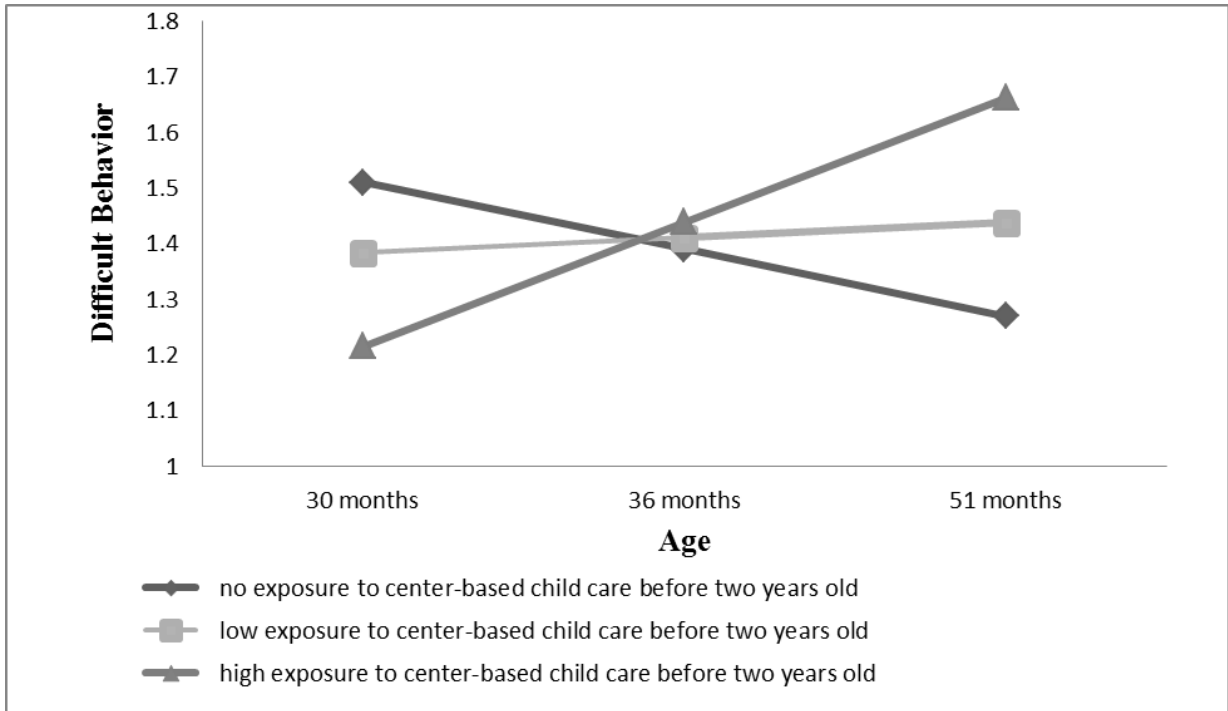 1.8
1.7
1.6
1.5
1.4
1.3
1.2
1.1
1
Difficult Behavior
30 months 36 months 51 months
Age
no exposure to center-based child care before two years old
low exposure to center-based child care before two years old
high exposure to center-based child care before two years old